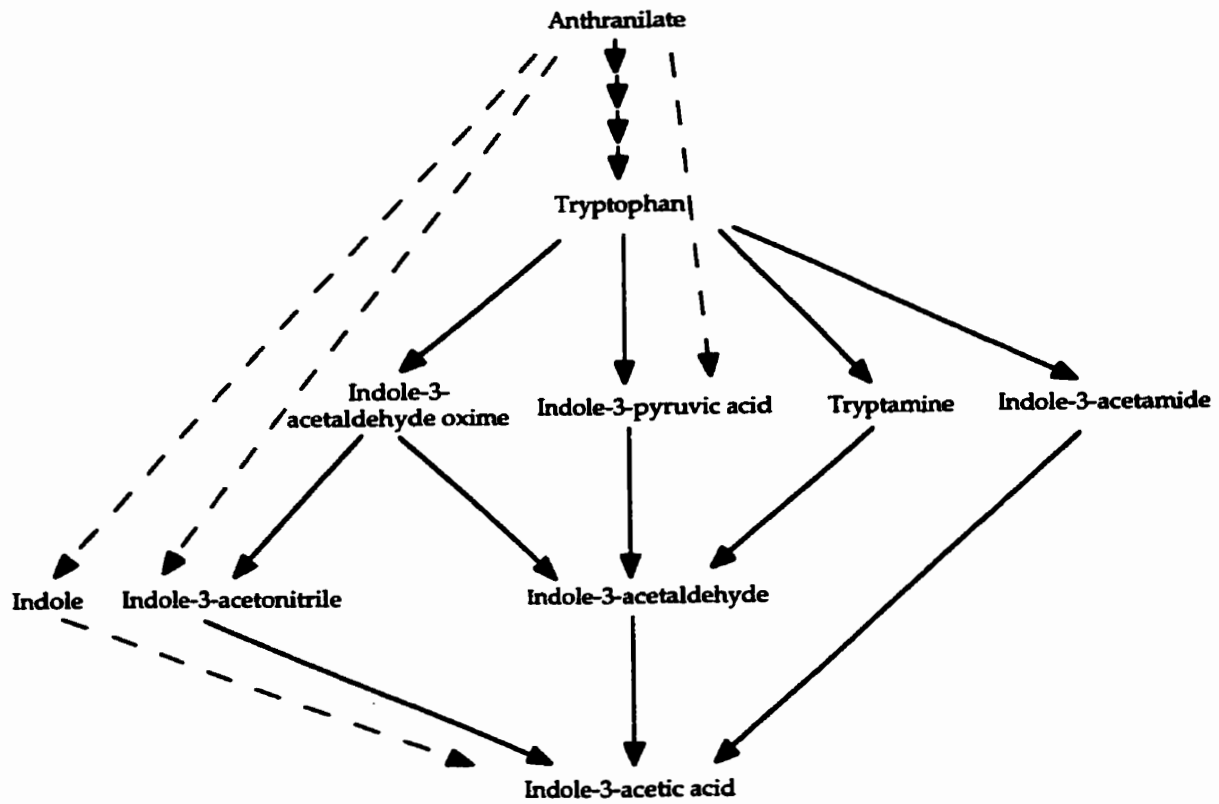 Anthranilate
Tryptophan
Indole-3-
acetaldehyde oxime
Indole-3-pyruvic acid
Tryptamine
Indole-3-acetamide
Indole
Indole-3-acetonitrile
Indole-3-acetaldehyde
Indole-3-acetic acid